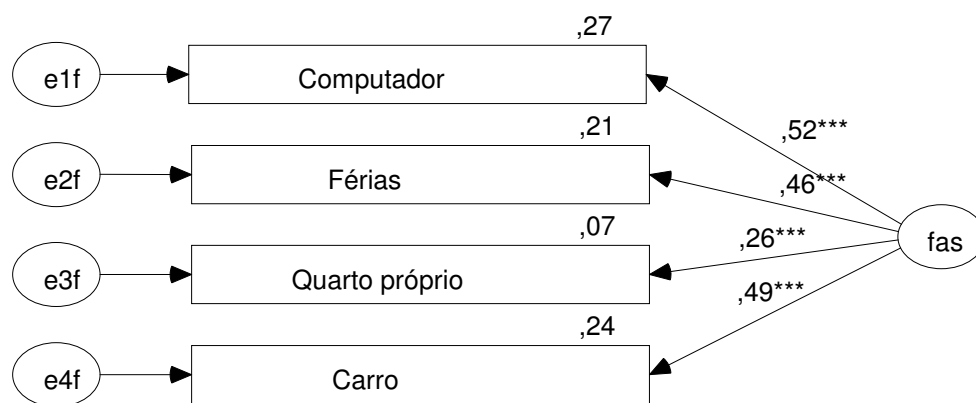 ,27
e1f
Computador
,52***
,21
e2f
Férias
,46***
,07
e3f
Quarto próprio
,26***
fas
,49***
,24
e4f
Carro